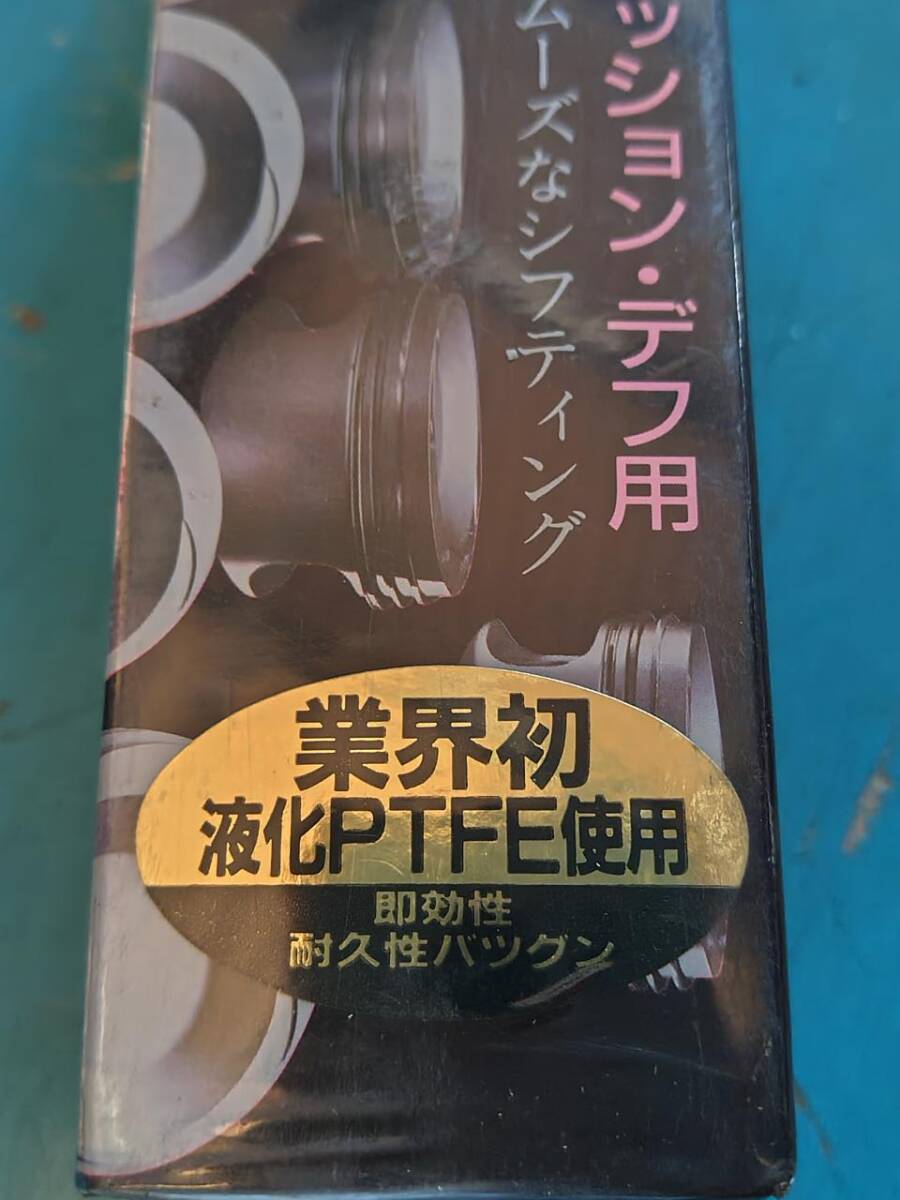 ッション・デフ用
ムーズなシフティング
業界初
液化PTFE使用
即効性
耐久性バツグン